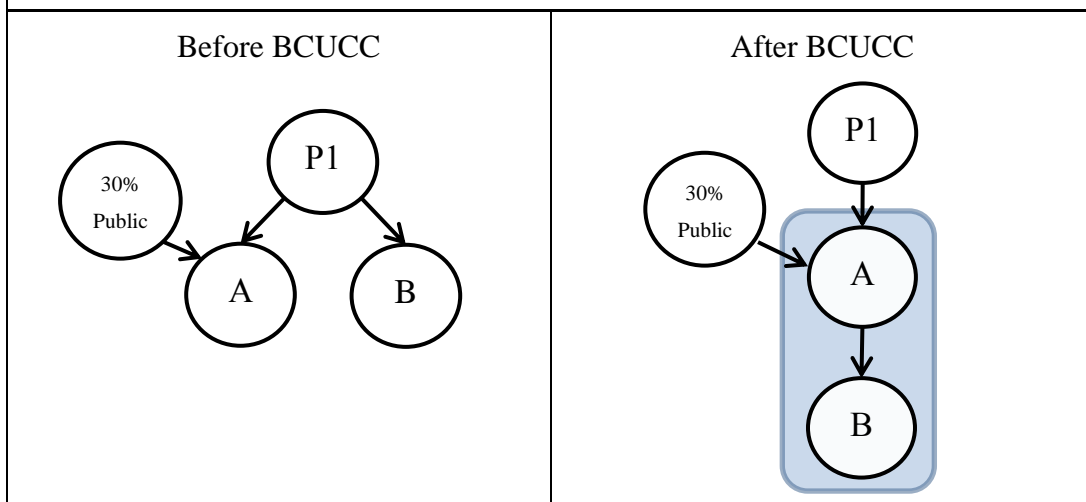 Before BCUCC
P1
30%
Public
A
B
After BCUCC
P1
30%
Public
A
B